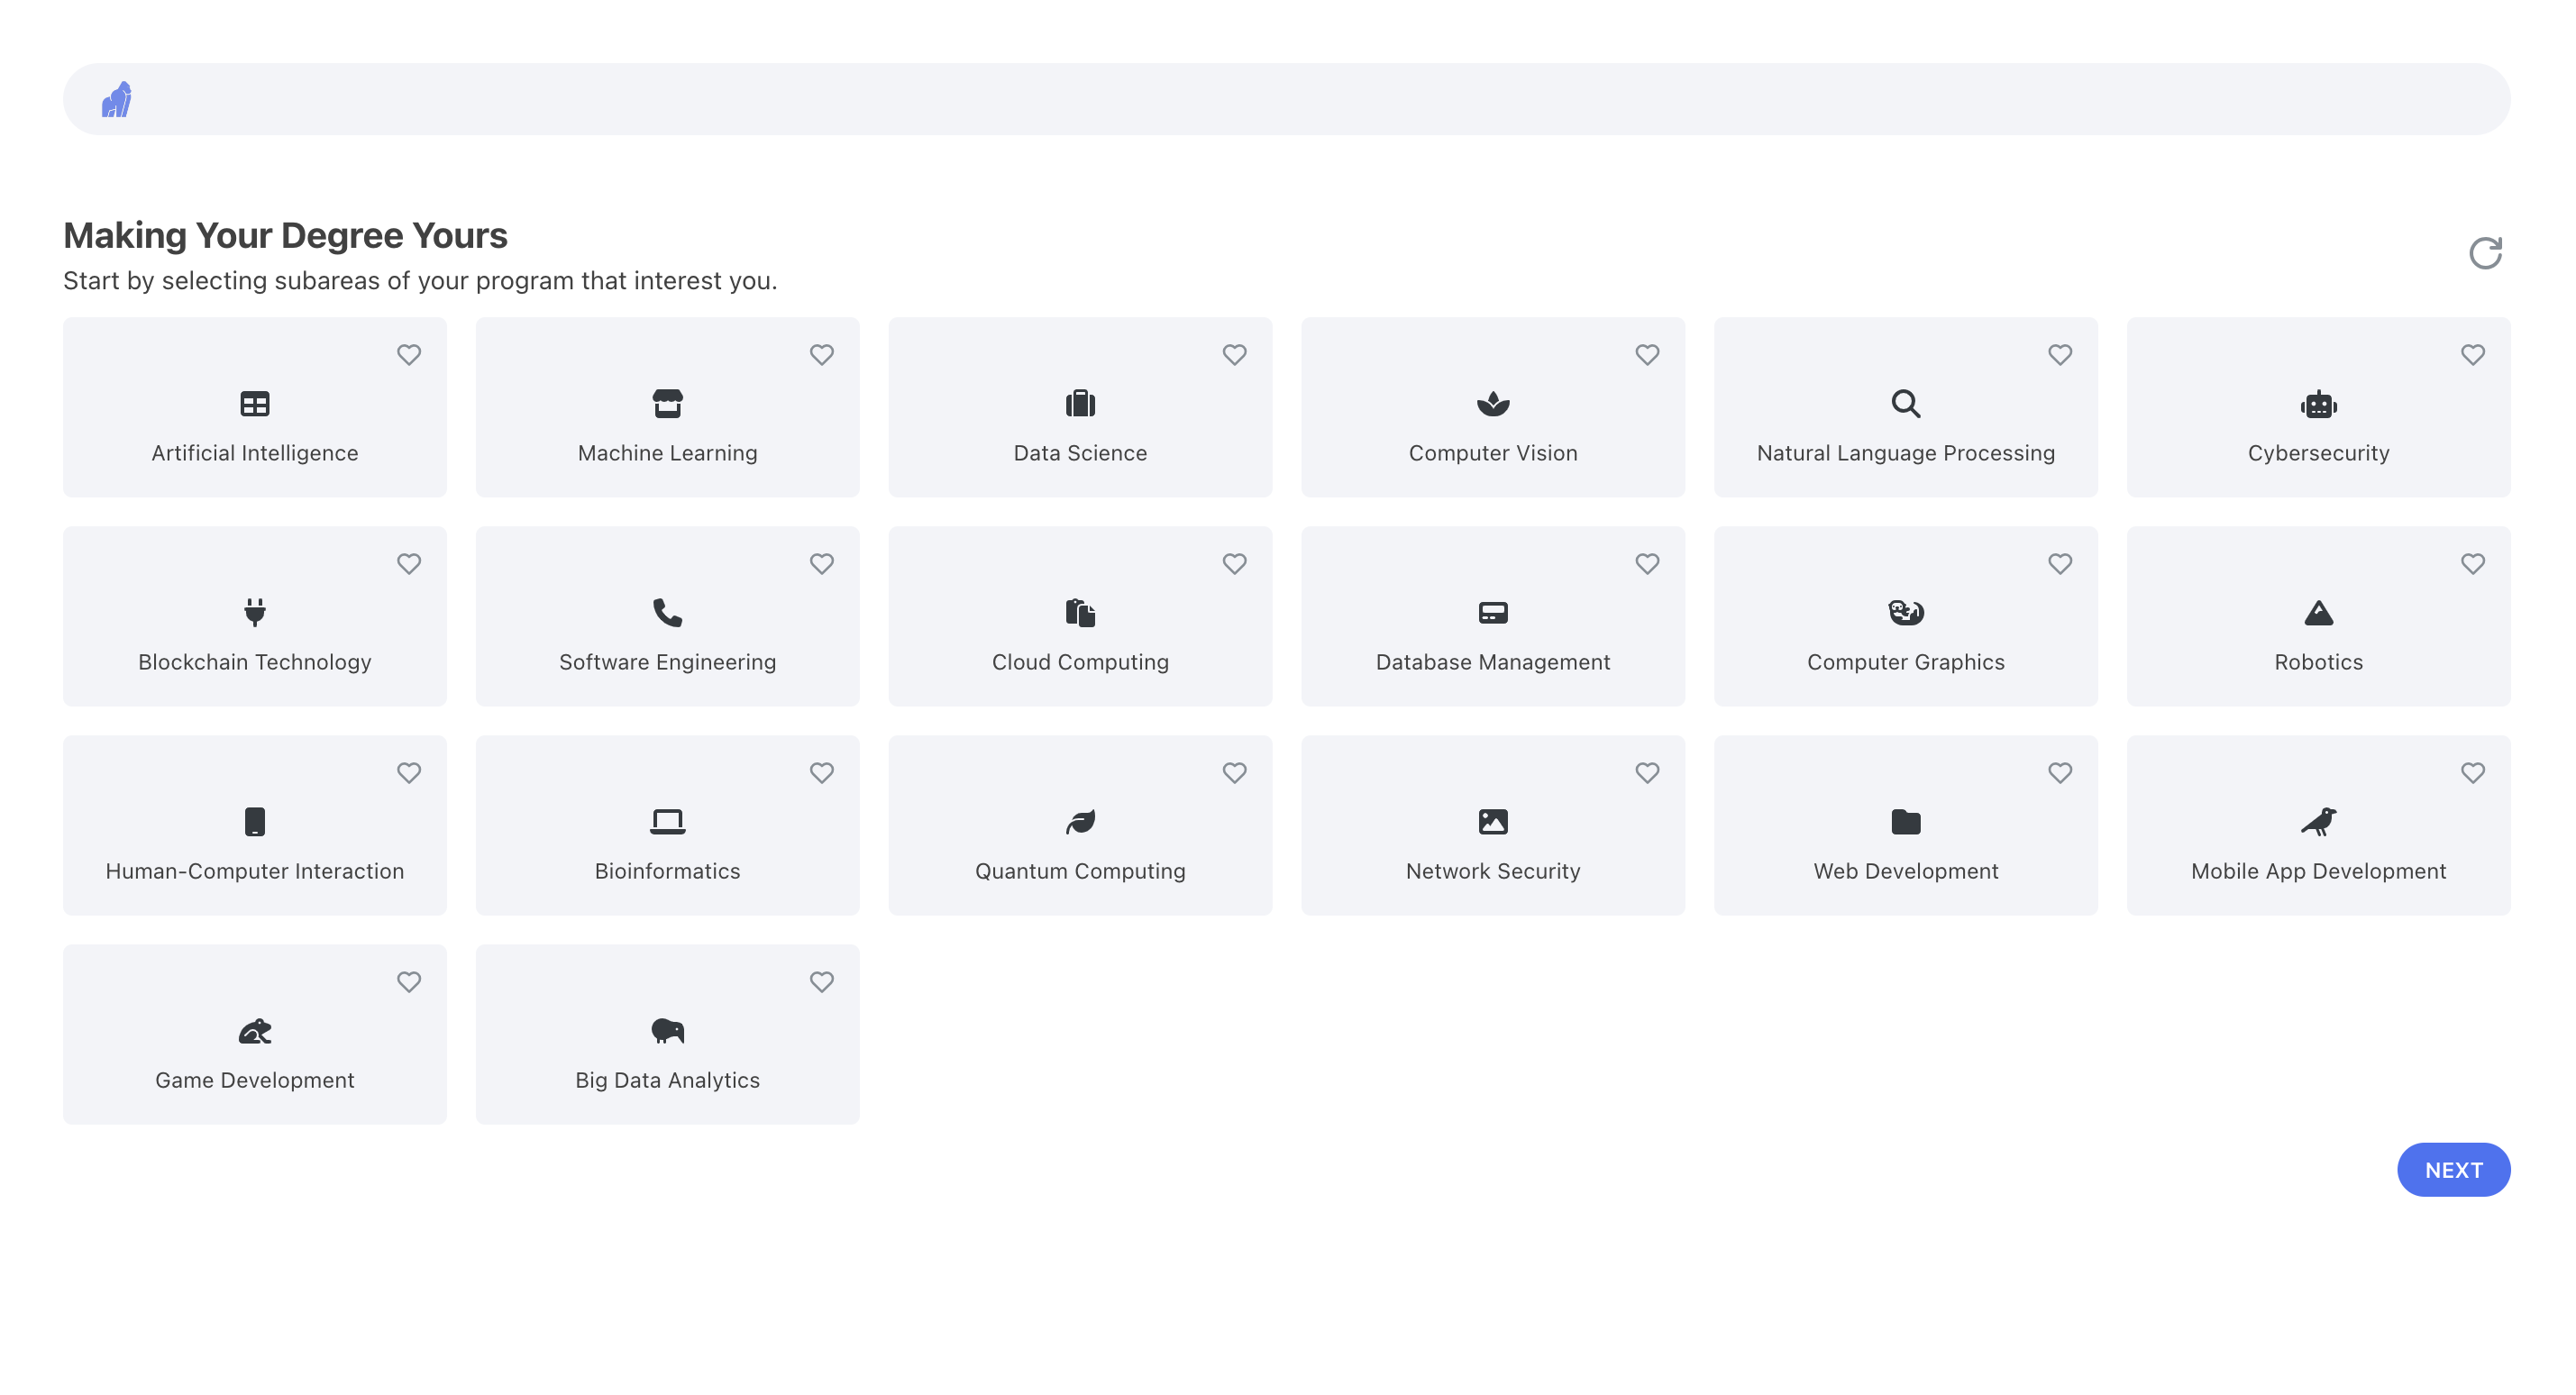 Making Your Degree Yours
Start by selecting subareas of your program that interest you.
Artificial Intelligence
Machine Learning
Data Science
Computer Vision
Natural Language Processing
Cybersecurity
Blockchain Technology
Software Engineering
Cloud Computing
Database Management
Computer Graphics
Robotics
Human-Computer Interaction
Bioinformatics
Quantum Computing
Network Security
Web Development
Mobile App Development
Game Development
Big Data Analytics
NEXT